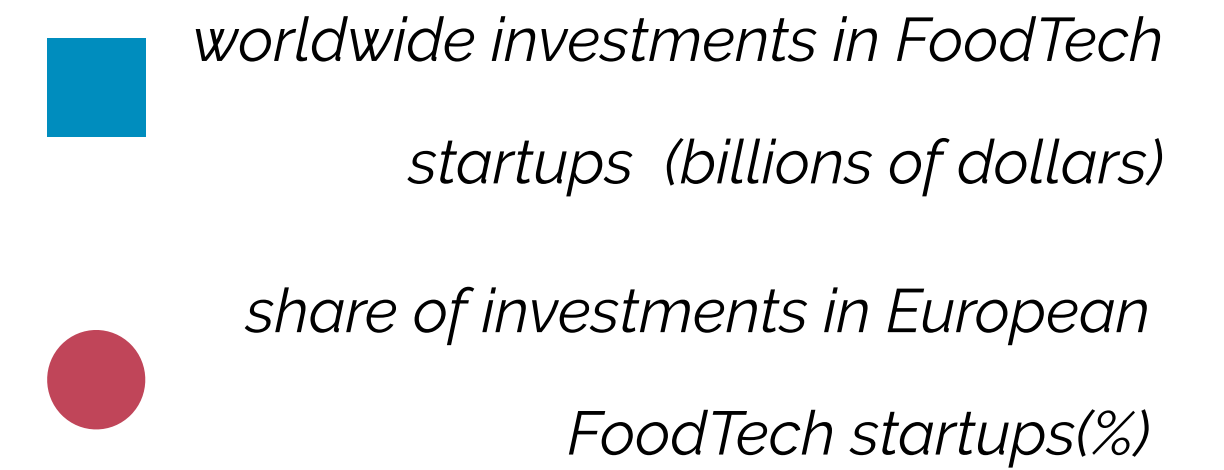 worldwide investments in FoodTech
startups (billions of dollars)
share of investments in European
FoodTech startups(%)